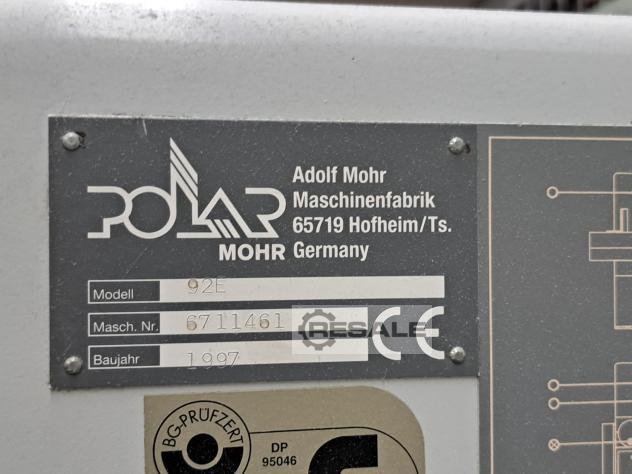 POLAR
MOHR
Adolf Mohr
Maschinenfabrik
65719 Hofheim/Ts.
Germany
Modell 92E
Masch. Nr. 6711461
Baujahr 1997
CE
RESALE
BG-PRÜFZERT
DP
95046